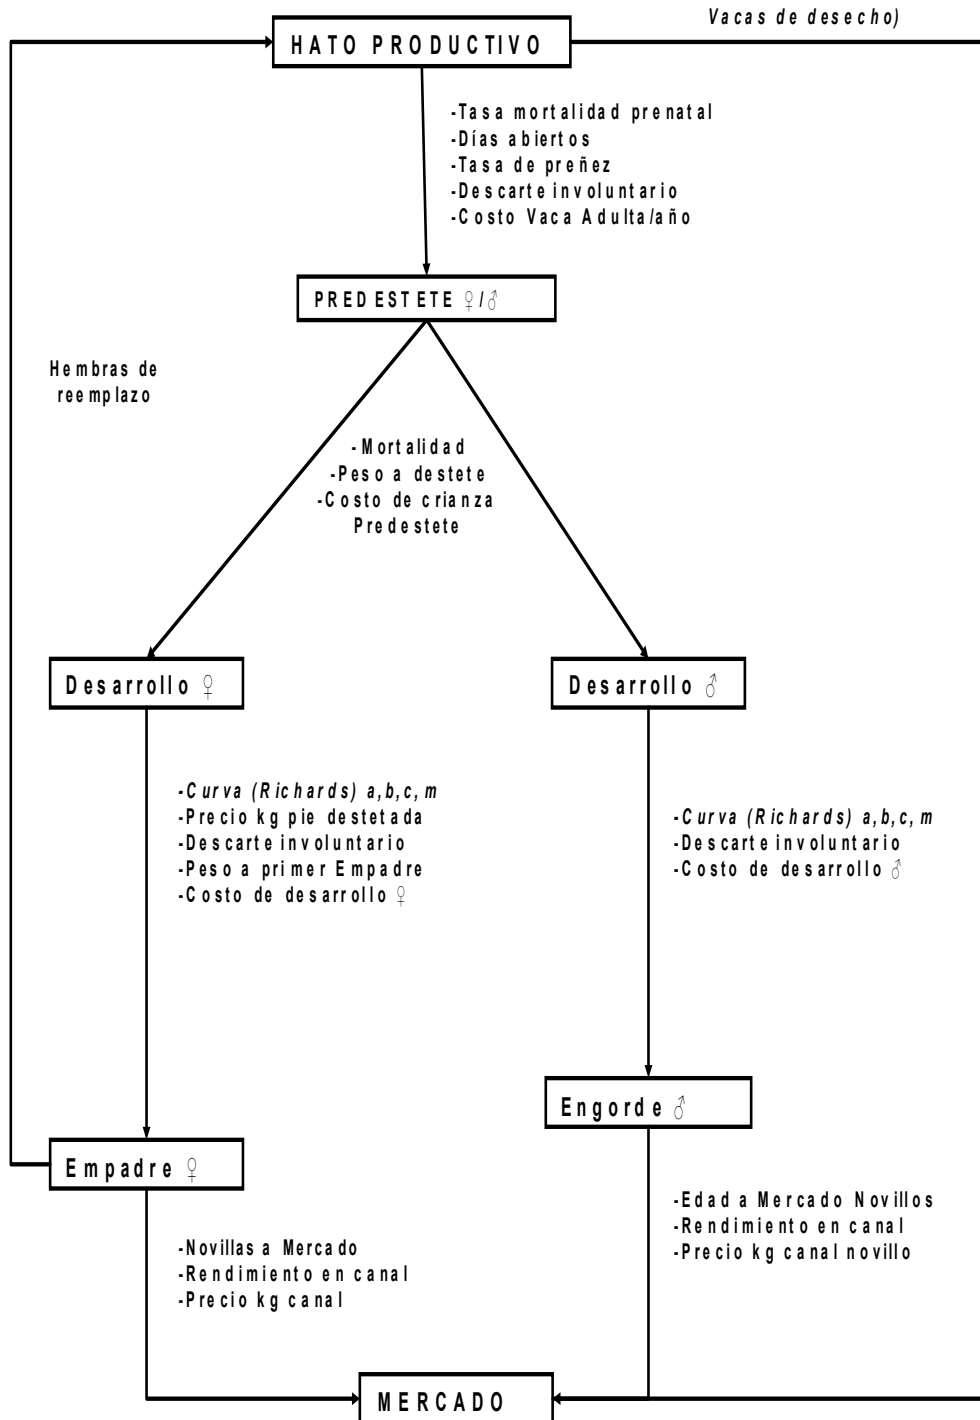 Vacas de desecho)
HATO PRODUCTIVO
-Tasa mortalidad prenatal
-Días abiertos
-Tasa de preñez
-Descarte involuntario
-Costo Vaca Adulta/año
PREDESTETE ♀/♂
Hembras de
reemplazo
-Mortalidad
-Peso a destete
-Costo de crianza
Predestete
Desarrollo ♀
Desarrollo ♂
-Curva (Richards) a,b,c,m
-Precio kg pie destetada
-Descarte involuntario
-Peso a primer Empadre
-Costo de desarrollo ♀
-Curva (Richards) a,b,c,m
-Descarte involuntario
-Costo de desarrollo ♂
Engorde ♂
Empadre ♀
-Edad a Mercado Novillos
-Rendimiento en canal
-Precio kg canal novillo
-Novillas a Mercado
-Rendimiento en canal
-Precio kg canal
MERCADO